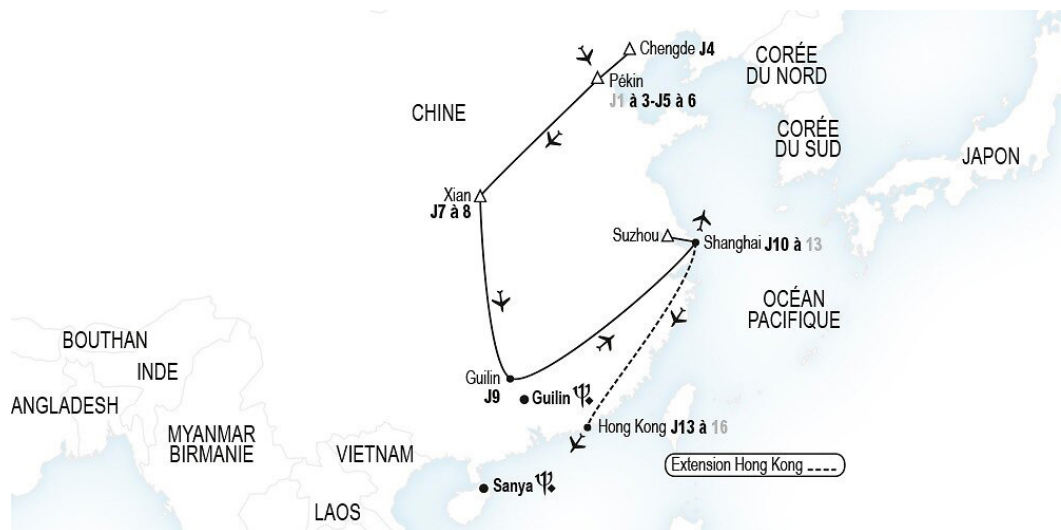 Chengde J4
Pékin
J1 à 3-J5 à 6
CORÉE
DU NORD
CHINE
CORÉE
DU SUD
JAPON
Xian
J7 à 8
Suzhou
Shanghai J10 à 13
OCÉAN
PACIFIQUE
BOUTHAN
INDE
Guilin
J9
Guilin
ANGLADESH
MYANMAR
BIRMANIE
VIETNAM
Hong Kong J13 à 16
Extension Hong Kong ----
Sanya
LAOS